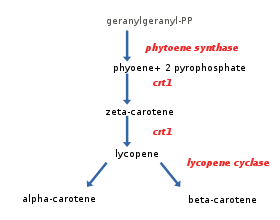 geranylgeranyl-PP
phytoene synthase
phyoene+ 2 pyrophosphate
crt1
zeta-carotene
crt1
lycopene
lycopene cyclase
alpha-carotene
beta-carotene